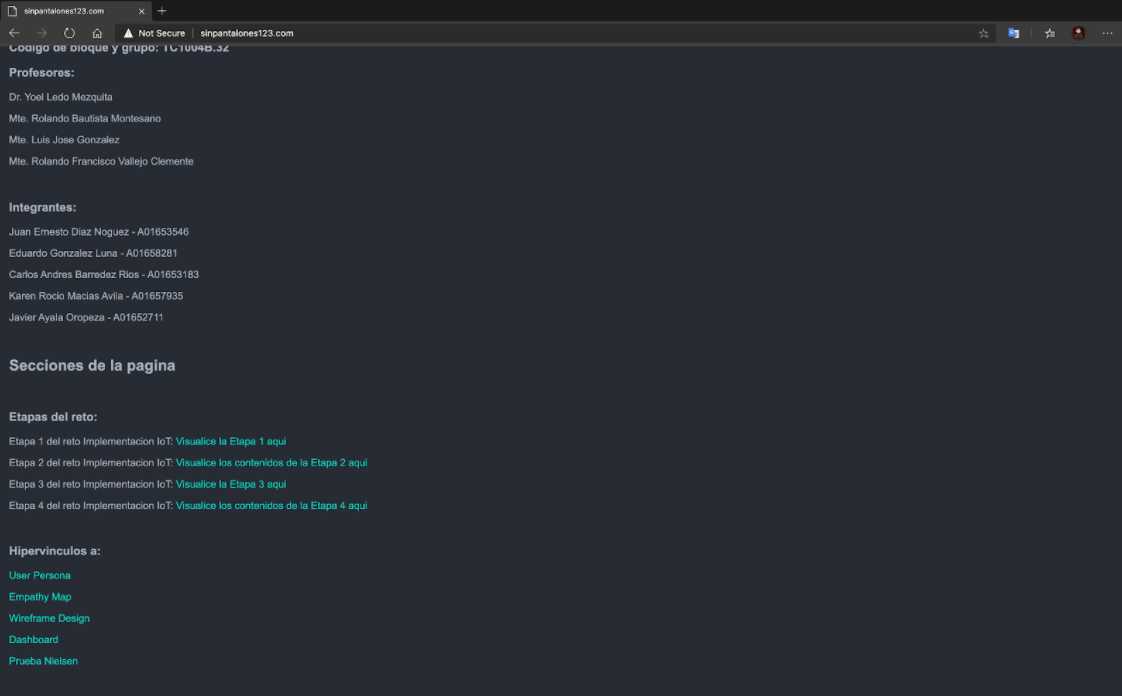 sinpantalones123.com
Not Secure
sinpantalones123.com
Codigo de bloque y grupo: TC1004B.32
Profesores:
Dr. Yoel Ledo Mezquita
Mte. Rolando Bautista Montesano
Mte. Luis Jose Gonzalez
Mte. Rolando Francisco Vallejo Clemente
Integrantes:
Juan Ernesto Diaz Noguez - A01653546
Eduardo Gonzalez Luna - A01658281
Carlos Andres Barredez Rios - A01653183
Karen Rocio Macias Avila - A01657935
Javier Ayala Oropeza - A01652711
Secciones de la pagina
Etapas del reto:
Etapa 1 del reto Implementacion IoT: Visualice la Etapa 1 aqui
Etapa 2 del reto Implementacion IoT: Visualice los contenidos de la Etapa 2 aqui
Etapa 3 del reto Implementacion IoT: Visualice la Etapa 3 aqui
Etapa 4 del reto Implementacion IoT: Visualice los contenidos de la Etapa 4 aqui
Hipervinculos a:
User Persona
Empathy Map
Wireframe Design
Dashboard
Prueba Nielsen